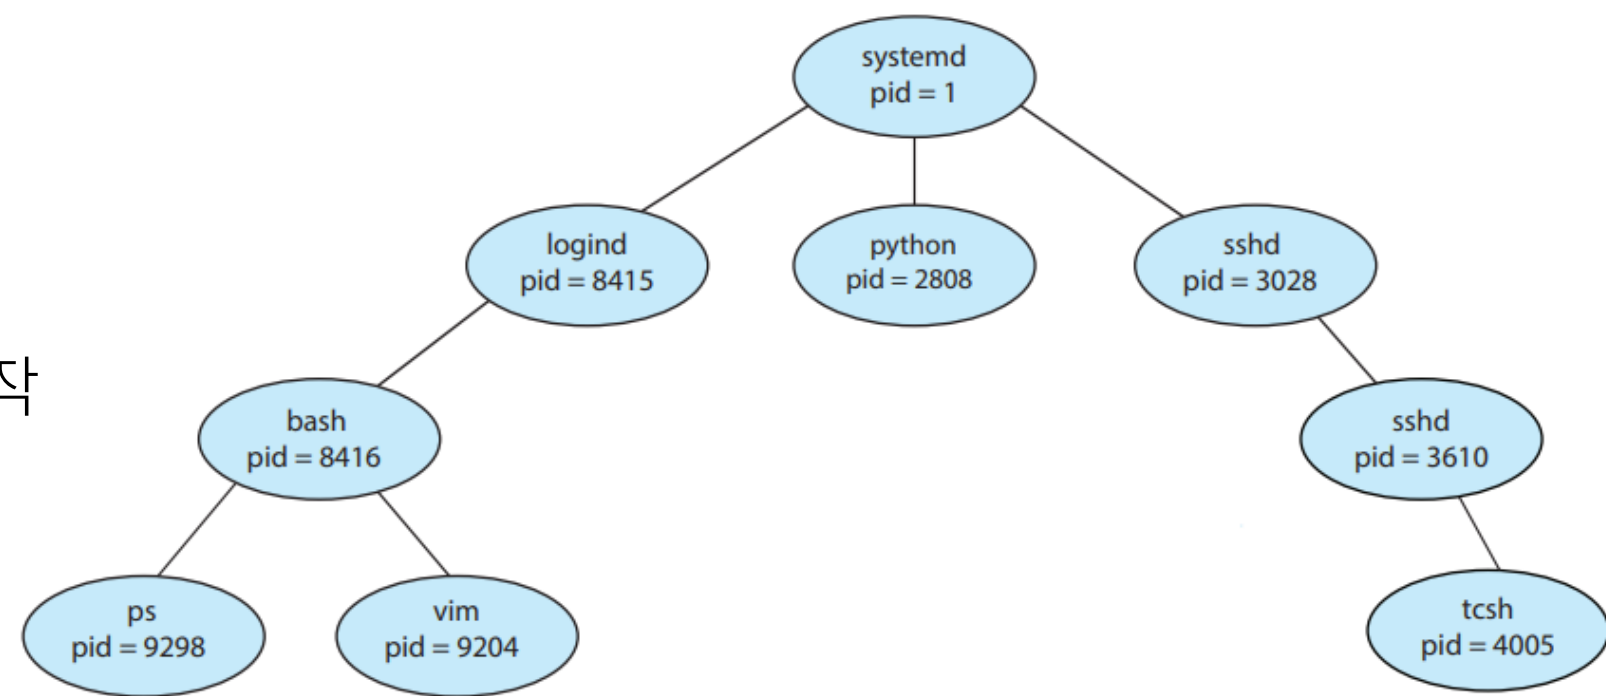 systemd
pid = 1
logind
pid = 8415
python
pid = 2808
sshd
pid = 3028
작
bash
pid = 8416
sshd
pid = 3610
ps
pid = 9298
vim
pid = 9204
tcsh
pid = 4005